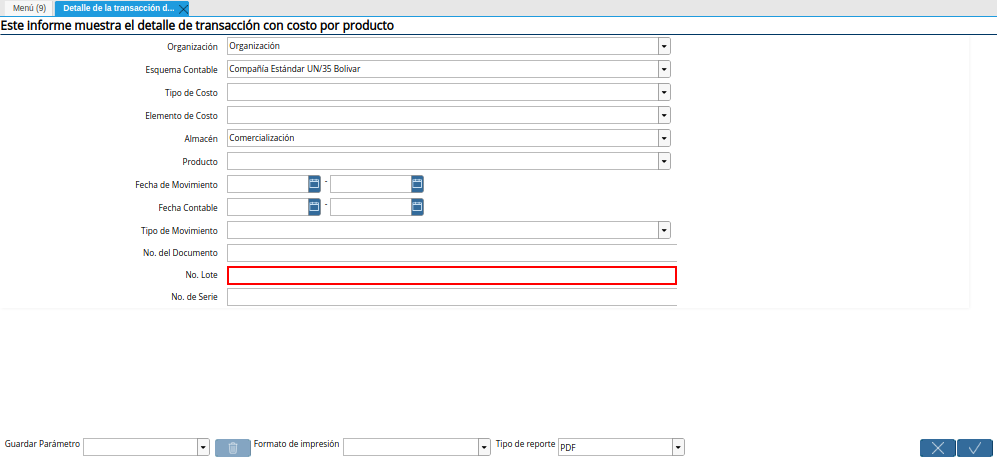 Menú (9) Detalle de la transacción d...
Este informe muestra el detalle de transacción con costo por producto
Organización Organización
Esquema Contable Compañía Estándar UN/35 Bolivar
Tipo de Costo
Elemento de Costo
Almacén Comercialización
Producto
Fecha de Movimiento -
Fecha Contable -
Tipo de Movimiento
No. del Documento
No. Lote
No. de Serie
Guardar Parámetro Formato de impresión Tipo de reporte PDF